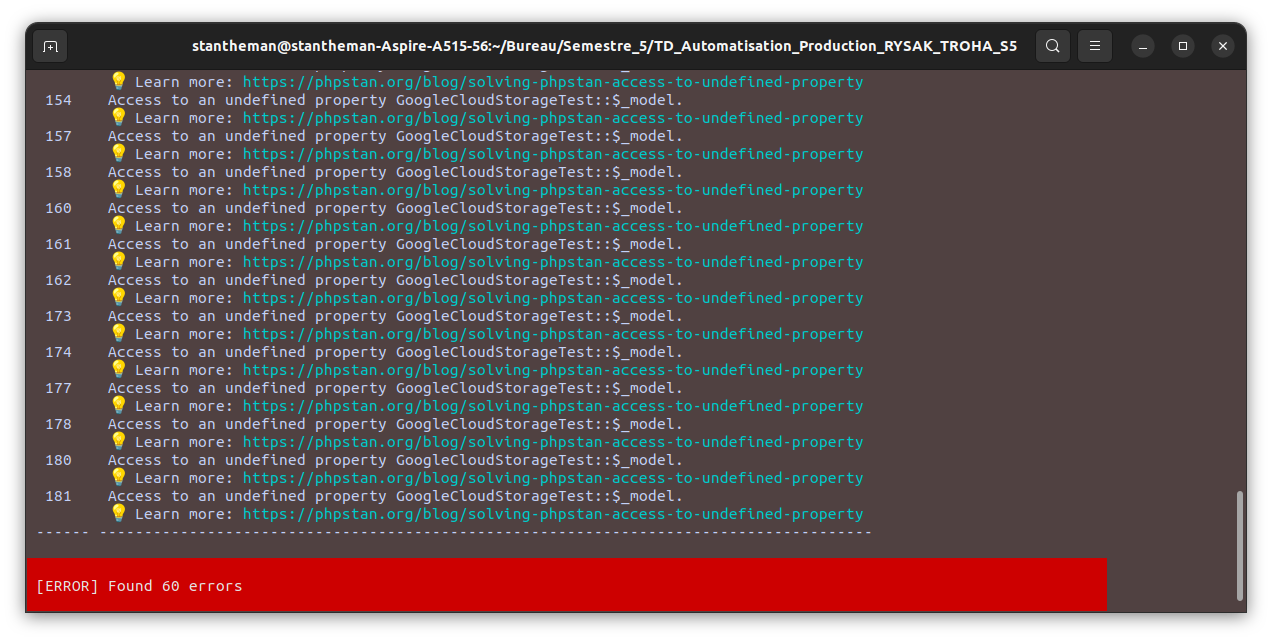 stantheman@stantheman-Aspire-A515-56:~/Bureau/Semestre_5/TD_Automatisation_Production_RYSAK_TROHA_S5
💡 Learn more: https://phpstan.org/blog/solving-phpstan-access-to-undefined-property
154 Access to an undefined property GoogleCloudStorageTest::$_model.
💡 Learn more: https://phpstan.org/blog/solving-phpstan-access-to-undefined-property
157 Access to an undefined property GoogleCloudStorageTest::$_model.
💡 Learn more: https://phpstan.org/blog/solving-phpstan-access-to-undefined-property
158 Access to an undefined property GoogleCloudStorageTest::$_model.
💡 Learn more: https://phpstan.org/blog/solving-phpstan-access-to-undefined-property
160 Access to an undefined property GoogleCloudStorageTest::$_model.
💡 Learn more: https://phpstan.org/blog/solving-phpstan-access-to-undefined-property
161 Access to an undefined property GoogleCloudStorageTest::$_model.
💡 Learn more: https://phpstan.org/blog/solving-phpstan-access-to-undefined-property
162 Access to an undefined property GoogleCloudStorageTest::$_model.
💡 Learn more: https://phpstan.org/blog/solving-phpstan-access-to-undefined-property
173 Access to an undefined property GoogleCloudStorageTest::$_model.
💡 Learn more: https://phpstan.org/blog/solving-phpstan-access-to-undefined-property
174 Access to an undefined property GoogleCloudStorageTest::$_model.
💡 Learn more: https://phpstan.org/blog/solving-phpstan-access-to-undefined-property
177 Access to an undefined property GoogleCloudStorageTest::$_model.
💡 Learn more: https://phpstan.org/blog/solving-phpstan-access-to-undefined-property
178 Access to an undefined property GoogleCloudStorageTest::$_model.
💡 Learn more: https://phpstan.org/blog/solving-phpstan-access-to-undefined-property
180 Access to an undefined property GoogleCloudStorageTest::$_model.
💡 Learn more: https://phpstan.org/blog/solving-phpstan-access-to-undefined-property
181 Access to an undefined property GoogleCloudStorageTest::$_model.
💡 Learn more: https://phpstan.org/blog/solving-phpstan-access-to-undefined-property
------ --------------------------------------------------------------------------------------
[ERROR] Found 60 errors